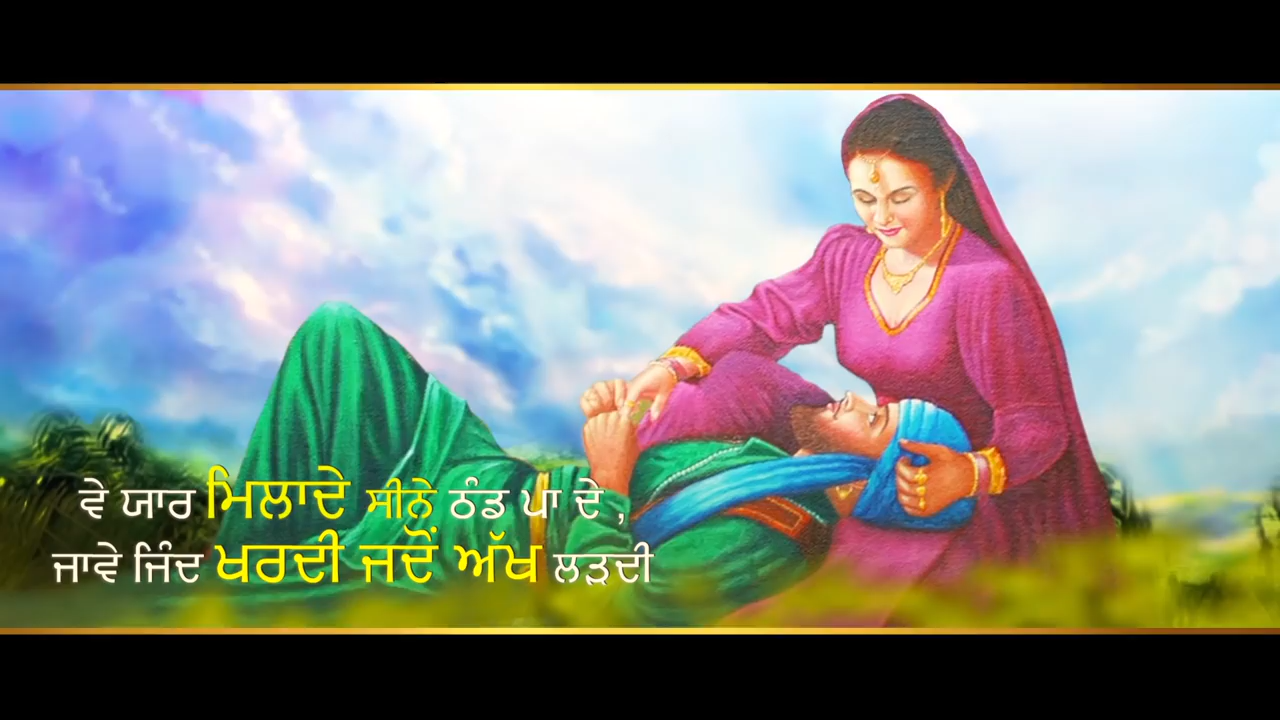 ਵੇ ਯਾਰ ਮਿਲਾਦੇ ਸੀਨੇ ਠੰਡ ਪਾ ਦੇ ,
ਜਾਵੇ ਜਿੰਦ ਖਰਦੀ ਜਦੋਂ ਅੱਖ ਲੜਦੀ